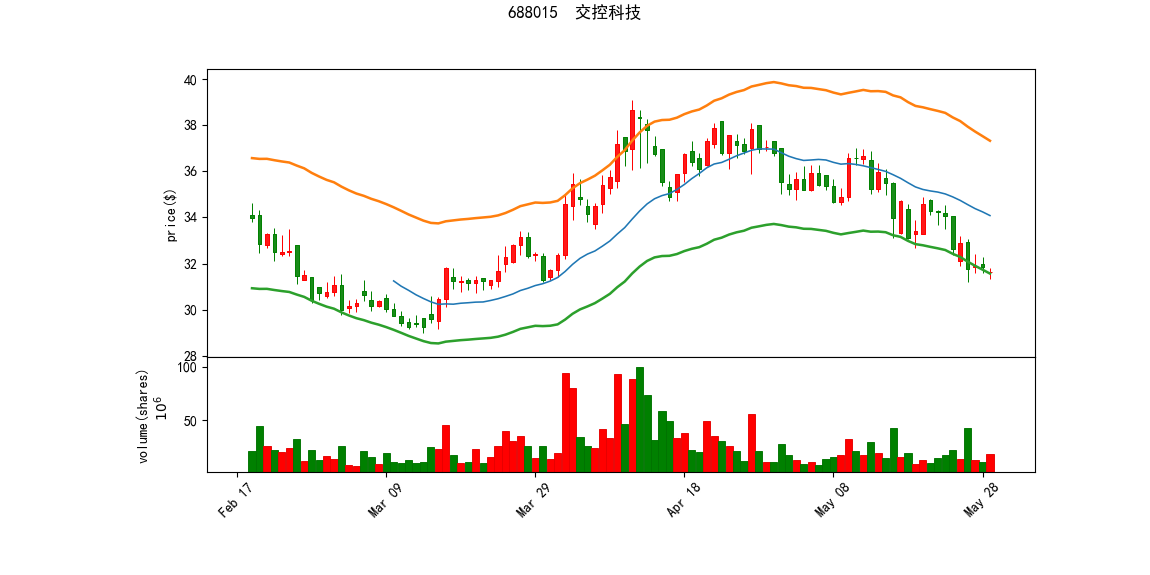 688015 交控科技
price($)
40
38
36
34
32
30
28
volume(shares)
10^6
100
50
Feb 17
Mar 09
Mar 29
Apr 18
May 08
May 28